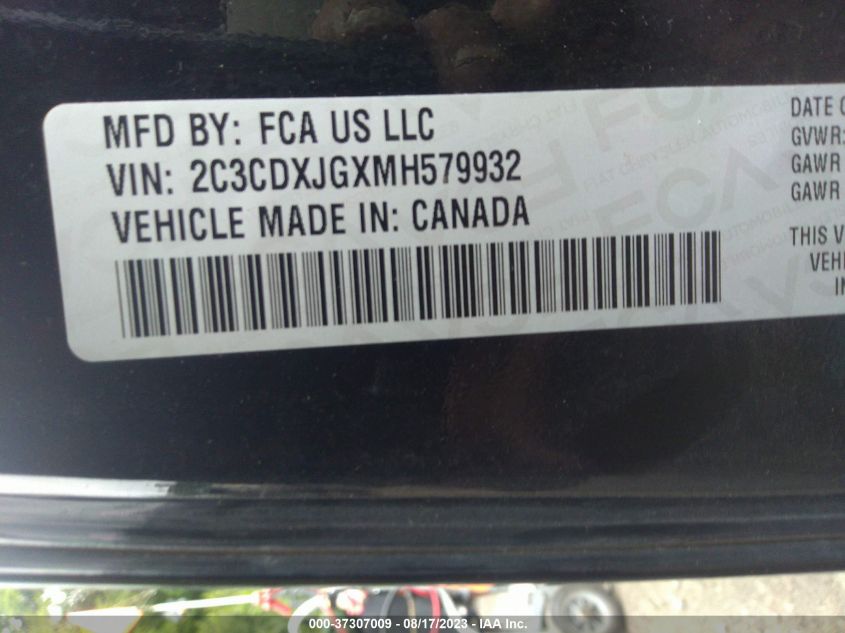 MFD BY: FCA US LLC
VIN: 2C3CDXJGXMH579932
VEHICLE MADE IN: CANADA
DATE
GVWR:
GAWR
GAWR
THIS
FCA
000-37307009 - 08/17/2023 - IAA Inc.